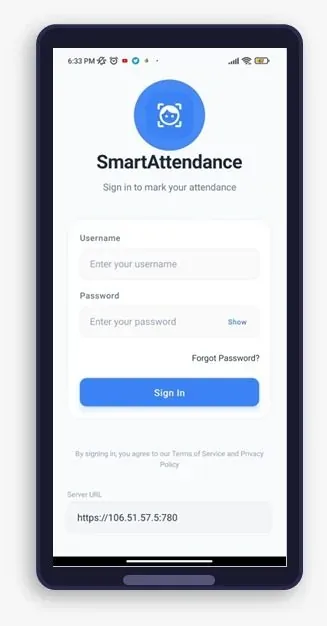 6:33 PM
SmartAttendance
Sign in to mark your attendance
Username
Enter your username
Password
Enter your password
Show
Forgot Password?
Sign In
By signing in, you agree to our Terms of Service and Privacy
Policy
Server URL
https://106.51.57.5:780